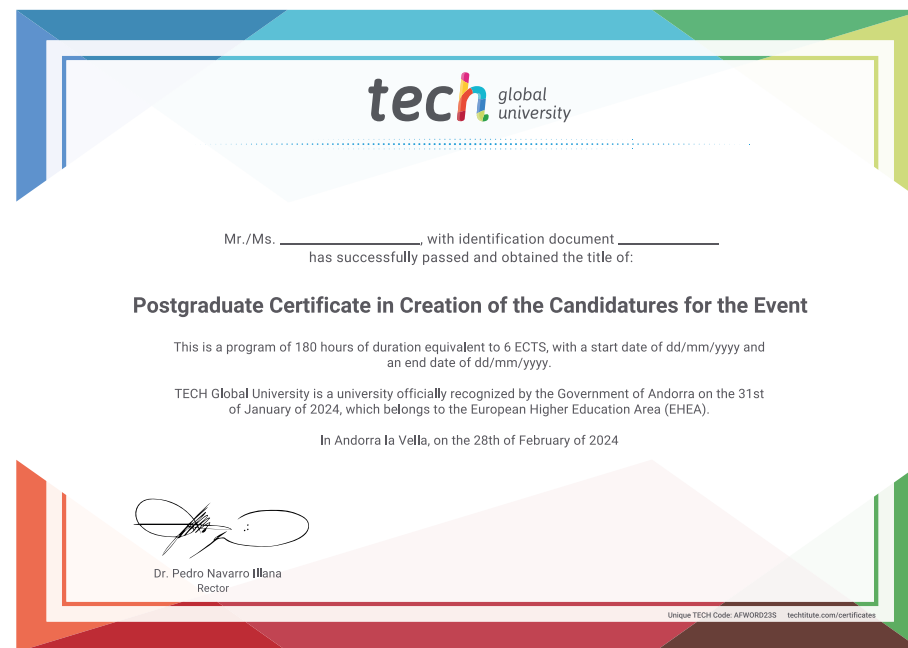 tech global university
Mr./Ms. ____________________, with identification document ______________
has successfully passed and obtained the title of:
Postgraduate Certificate in Creation of the Candidatures for the Event
This is a program of 180 hours of duration equivalent to 6 ECTS, with a start date of dd/mm/yyyy and
an end date of dd/mm/yyyy.
TECH Global University is a university officially recognized by the Government of Andorra on the 31st
of January of 2024, which belongs to the European Higher Education Area (EHEA).
In Andorra la Vella, on the 28th of February of 2024
Dr. Pedro Navarro Illana
Rector
Unique TECH Code: AFWORD23S techtitute.com/certificates